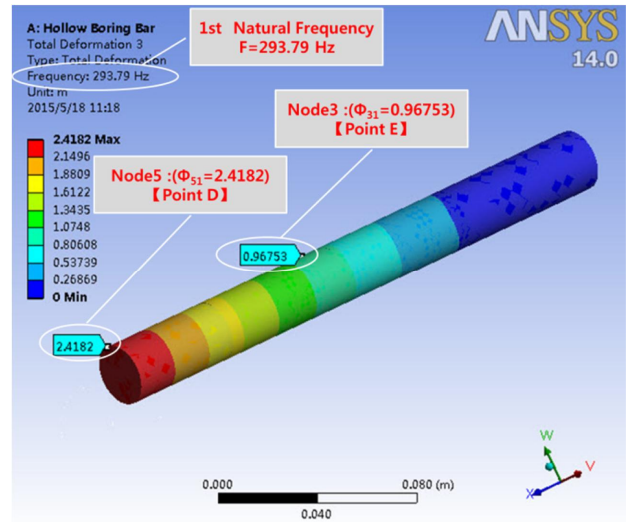 A: Hollow Boring Bar
Total Deformation 3
Type: Total Deformation
Frequency: 293.79 Hz
Unit: m
2015/5/18 11:18
1st Natural Frequency
F=293.79 Hz
ANSYS
14.0
Node3 :(Φ31=0.96753)
【Point E】
Node5 :(Φ51=2.4182)
【Point D】
2.4182 Max
2.1496
1.8809
1.6122
1.3435
1.0748
0.80608
0.53739
0.26869
0 Min
0.96753
2.4182
0.000
0.080 (m)
0.040
W
V
X